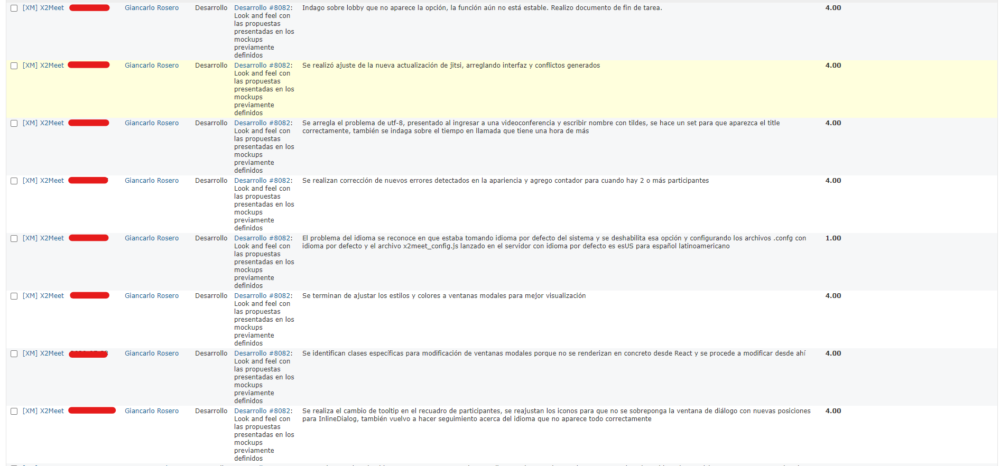 [XM] X2Meet Giancarlo Rosero Desarrollo Desarrollo #8082: Indago sobre lobby que no aparece la opción, la función aún no está estable. Realizo documento de fin de tarea. 4.00
Look and feel con
las propuestas
presentadas en los
mockups
previamente
definidos
[XM] X2Meet Giancarlo Rosero Desarrollo Desarrollo #8082: Se realizó ajuste de la nueva actualización de jitsi, arreglando interfaz y conflictos generados 4.00
Look and feel con
las propuestas
presentadas en los
mockups
previamente
definidos
[XM] X2Meet Giancarlo Rosero Desarrollo Desarrollo #8082: Se arregla el problema de utf-8, presentado al ingresar a una videoconferencia y escribir nombre con tildes, se hace un set para que aparezca el title 4.00
Look and feel con correctamente, también se indaga sobre el tiempo en llamada que tiene una hora de más
las propuestas
presentadas en los
mockups
previamente
definidos
[XM] X2Meet Giancarlo Rosero Desarrollo Desarrollo #8082: Se realizan corrección de nuevos errores detectados en la apariencia y agrego contador para cuando hay 2 o más participantes 4.00
Look and feel con
las propuestas
presentadas en los
mockups
previamente
definidos
[XM] X2Meet Giancarlo Rosero Desarrollo Desarrollo #8082: El problema del idioma se reconoce en que estaba tomando idioma por defecto del sistema y se deshabilita esa opción y configurando los archivos .confg con 1.00
Look and feel con idioma por defecto y el archivo x2meet_config.js lanzado en el servidor con idioma por defecto es esUS para español latinoamericano
las propuestas
presentadas en los
mockups
previamente
definidos
[XM] X2Meet Giancarlo Rosero Desarrollo Desarrollo #8082: Se terminan de ajustar los estilos y colores a ventanas modales para mejor visualización 4.00
Look and feel con
las propuestas
presentadas en los
mockups
previamente
definidos
[XM] X2Meet Giancarlo Rosero Desarrollo Desarrollo #8082: Se identifican clases específicas para modificación de ventanas modales porque no se renderizan en concreto desde React y se procede a modificar desde ahí 4.00
Look and feel con
las propuestas
presentadas en los
mockups
previamente
definidos
[XM] X2Meet Giancarlo Rosero Desarrollo Desarrollo #8082: Se realiza el cambio de tooltip en el recuadro de participantes, se reajustan los iconos para que no se sobreponga la ventana de diálogo con nuevas posiciones 4.00
Look and feel con para InlineDialog, también vuelvo a hacer seguimiento acerca del idioma que no aparece todo correctamente
las propuestas
presentadas en los
mockups
previamente
definidos